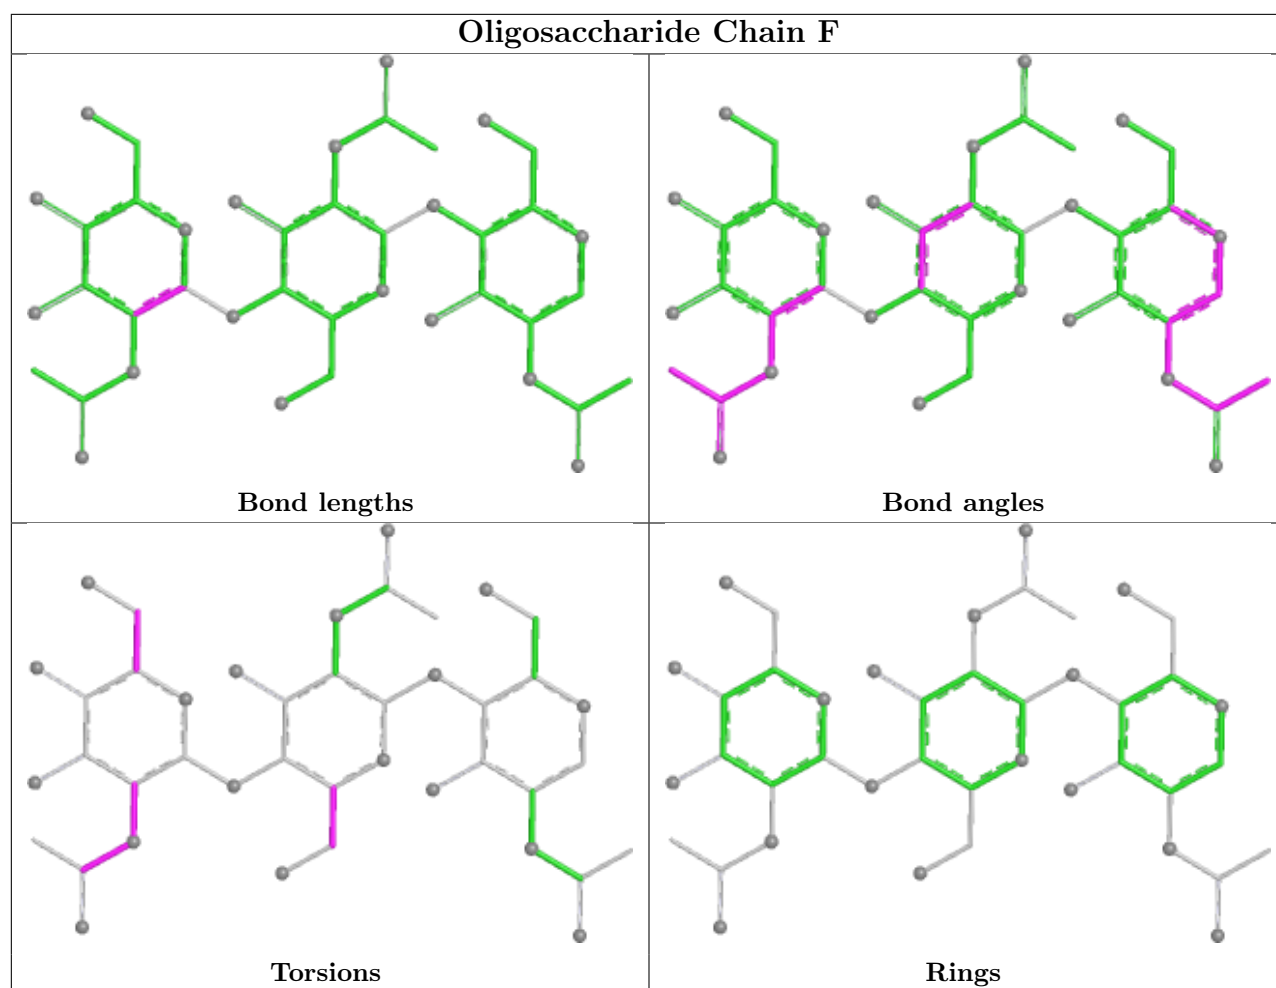 Oligosaccharide Chain F
Bond lengths
Bond angles
Torsions
Rings